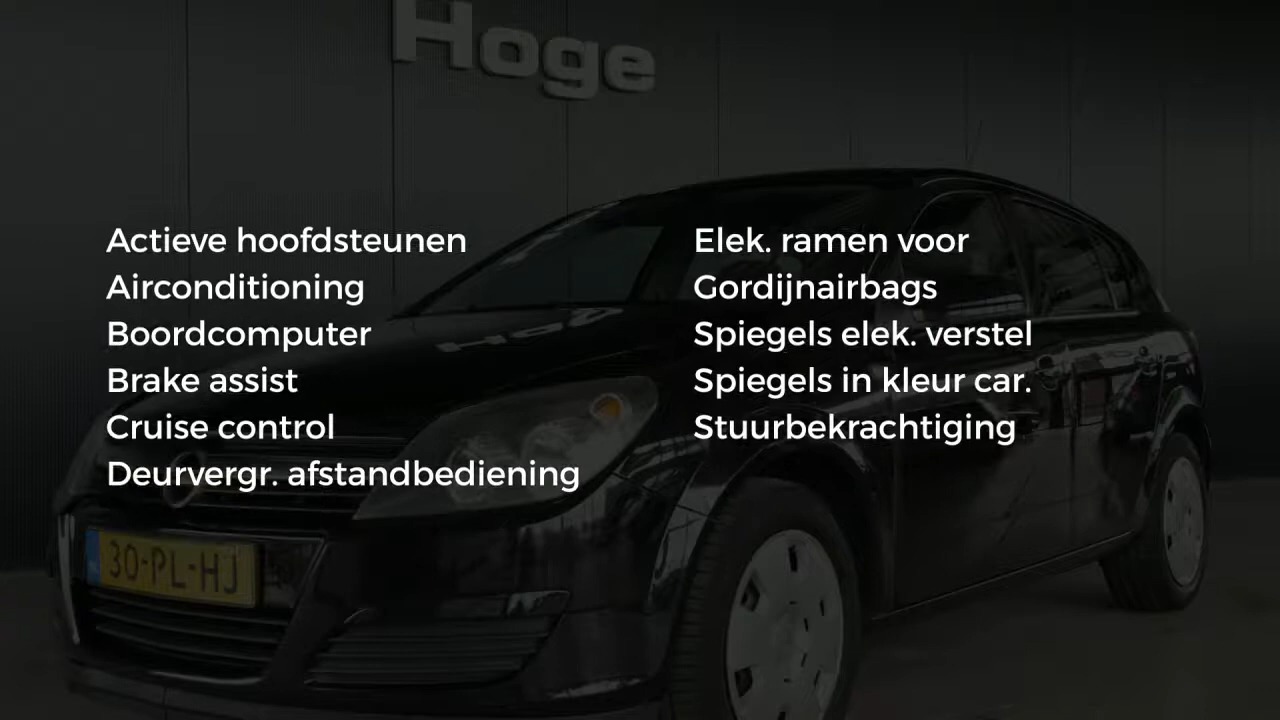 Hoge
Actieve hoofdsteunen
Airconditioning
Boordcomputer
Brake assist
Cruise control
Deurvergr. afstandbediening
Elek. ramen voor
Gordijnairbags
Spiegels elek. verstel
Spiegels in kleur car.
Stuurbekrachtiging
30-PL-HJ